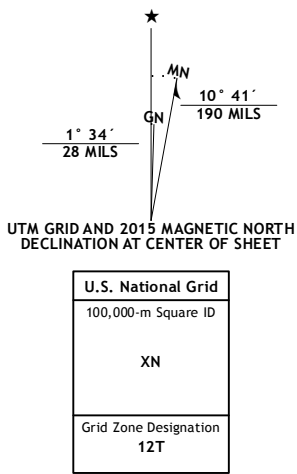 ★
MN
GN
10° 41´
190 MILS
1° 34´
28 MILS
UTM GRID AND 2015 MAGNETIC NORTH
DECLINATION AT CENTER OF SHEET
U.S. National Grid
100,000-m Square ID
XN
Grid Zone Designation
12T